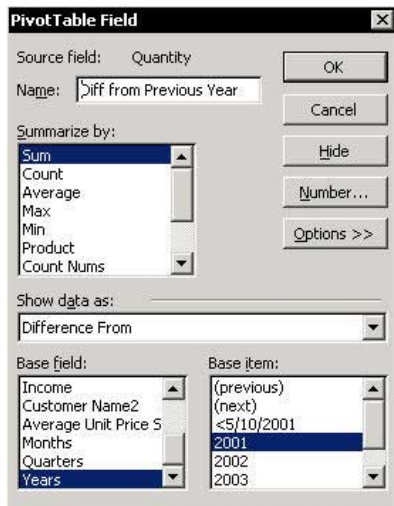 PivotTable Field
Source field: Quantity
OK
Name: Diff from Previous Year
Cancel
Summarize by:
Sum
Count
Average
Max
Min
Product
Count Nums
Hide
Number...
Options >>
Show data as:
Difference From
Base field:
Income
Customer Name2
Average Unit Price S
Months
Quarters
Years
Base item:
(previous)
(next)
<5/10/2001
2001
2002
2003